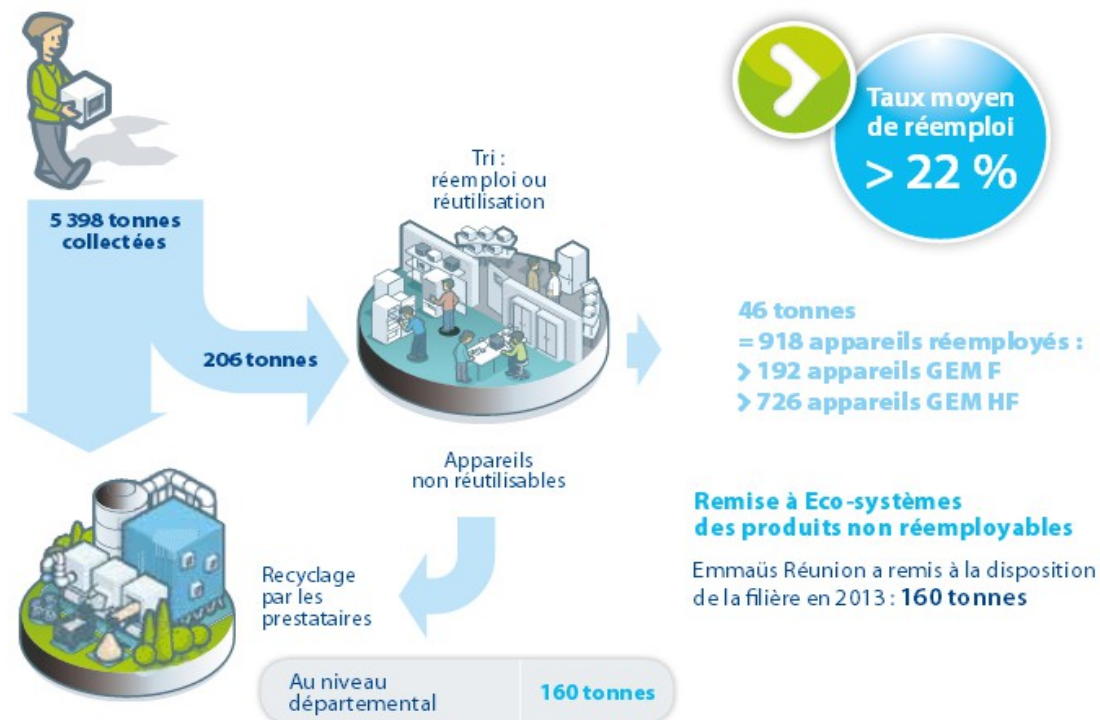 Taux moyen
de réemploi
> 22 %
Tri :
réemploi ou
réutilisation
5 398 tonnes
collectées
206 tonnes
46 tonnes
= 918 appareils réemployés :
> 192 appareils GEM F
> 726 appareils GEM HF
Appareils
non réutilisables
Remise à Eco-systèmes
des produits non réemployables
Emmaüs Réunion a remis à la disposition
de la filière en 2013 : 160 tonnes
Recyclage
par les
prestataires
Au niveau
départemental
160 tonnes